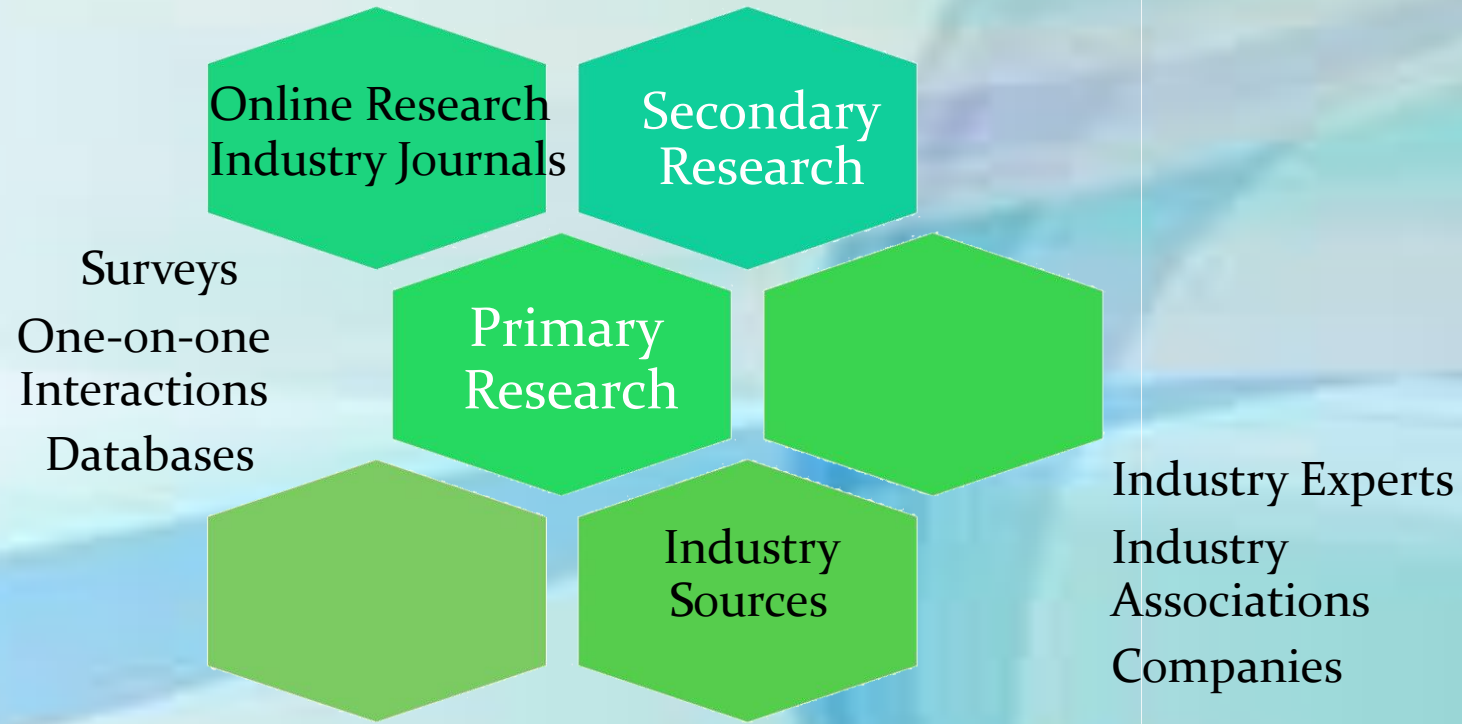 Online Research
Industry Journals
Secondary
Research
Surveys
One-on-one
Interactions
Databases
Primary
Research
Industry
Sources
Industry Experts
Industry
Associations
Companies